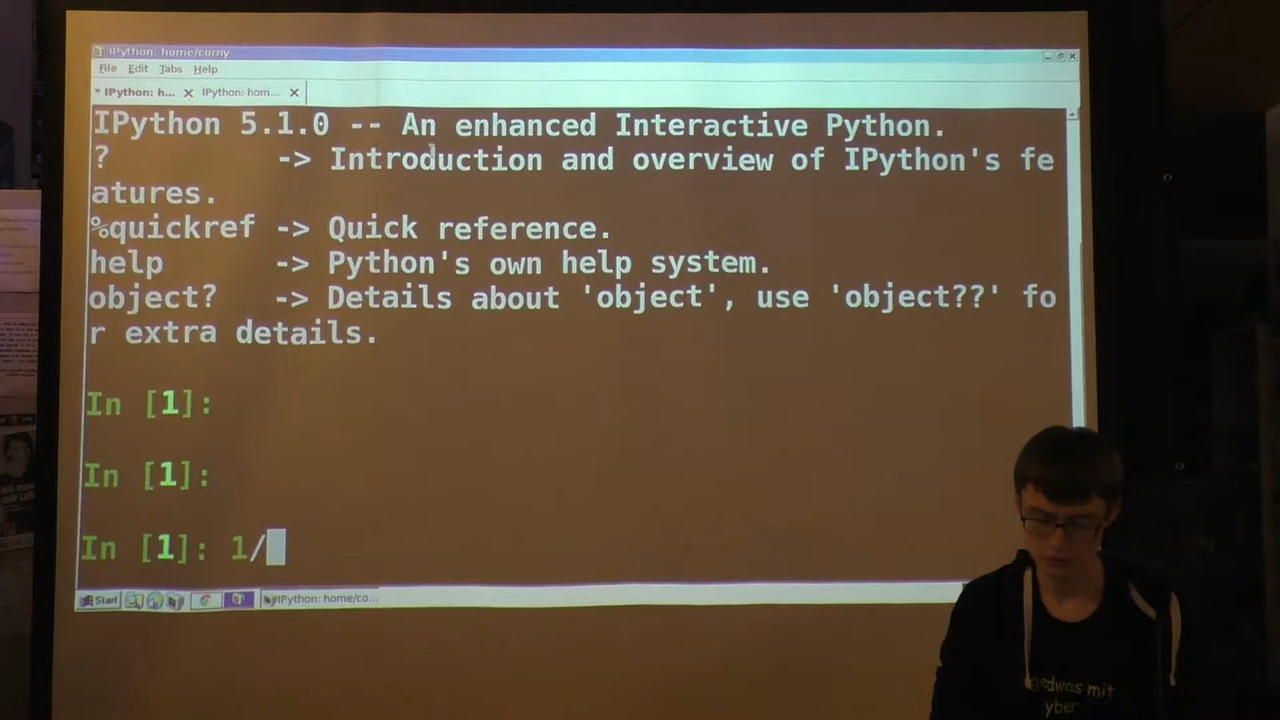 IPython: home/corny
File Edit Tabs Help
* IPython: h... IPython: hom...
IPython 5.1.0 -- An enhanced Interactive Python.
? -> Introduction and overview of IPython's fe
atures.
%quickref -> Quick reference.
help -> Python's own help system.
object? -> Details about 'object', use 'object??' fo
r extra details.
In [1]:
In [1]:
In [1]: 1/
Start IPython: home/co...
mit